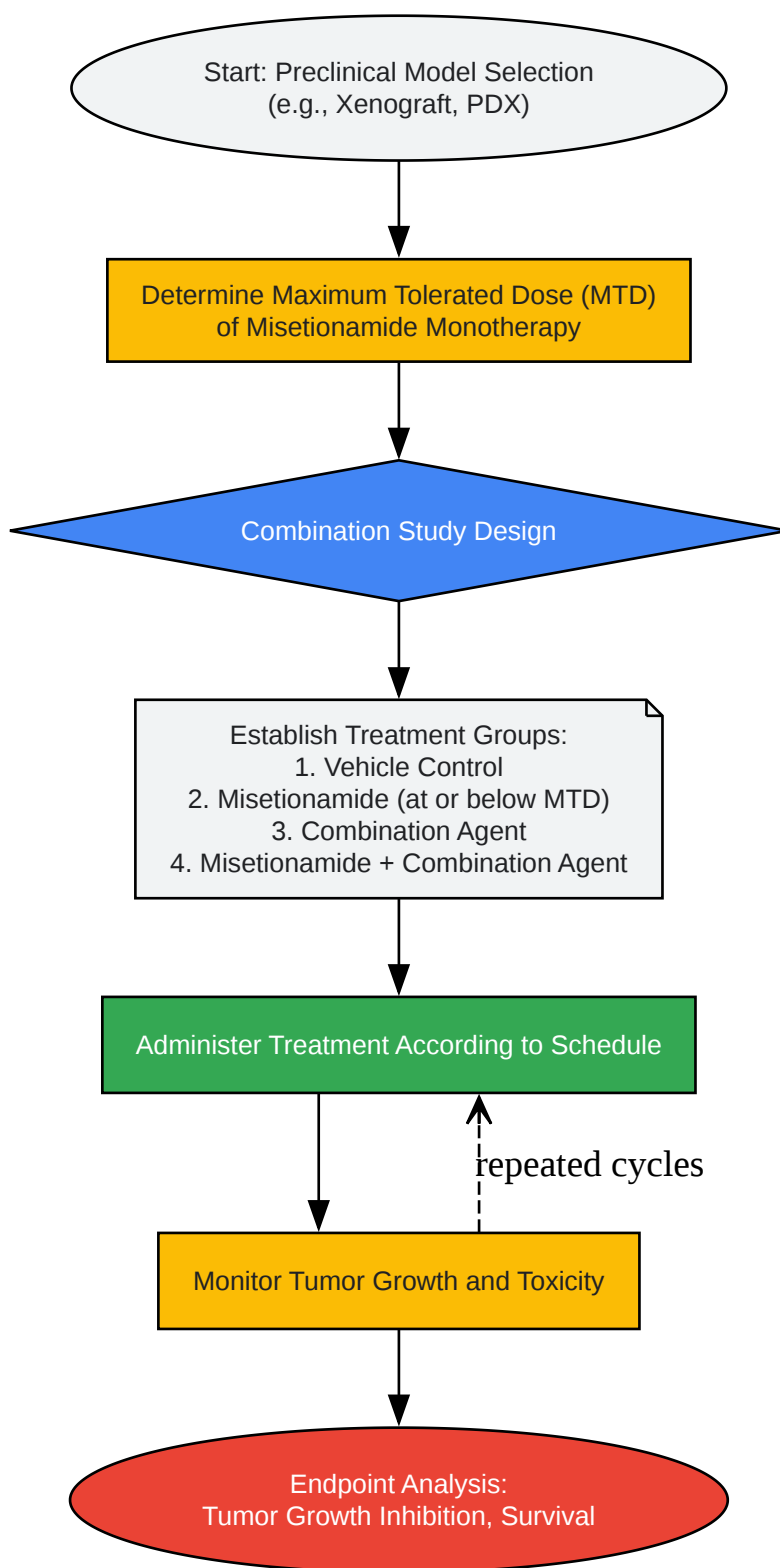 Start: Preclinical Model Selection
(e.g., Xenograft, PDX)
Determine Maximum Tolerated Dose (MTD)
of Misetionamide Monotherapy
Combination Study Design
Establish Treatment Groups:
1. Vehicle Control
2. Misetionamide (at or below MTD)
3. Combination Agent
4. Misetionamide + Combination Agent
Administer Treatment According to Schedule
repeated cycles
Monitor Tumor Growth and Toxicity
Endpoint Analysis:
Tumor Growth Inhibition, Survival